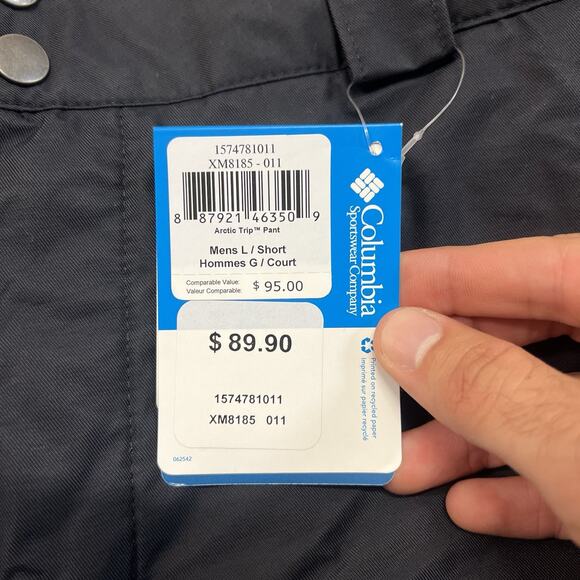 1574781011
XM8185 - 011
8 87921 46350 9
Arctic Trip™ Pant
Mens L / Short
Hommes G / Court
Comparable Value:
Valeur Comparable: $ 95.00
$ 89.90
1574781011
XM8185 011
062542
Columbia
Sportswear Company
Printed on recycled paper
Imprimé sur papier recyclé